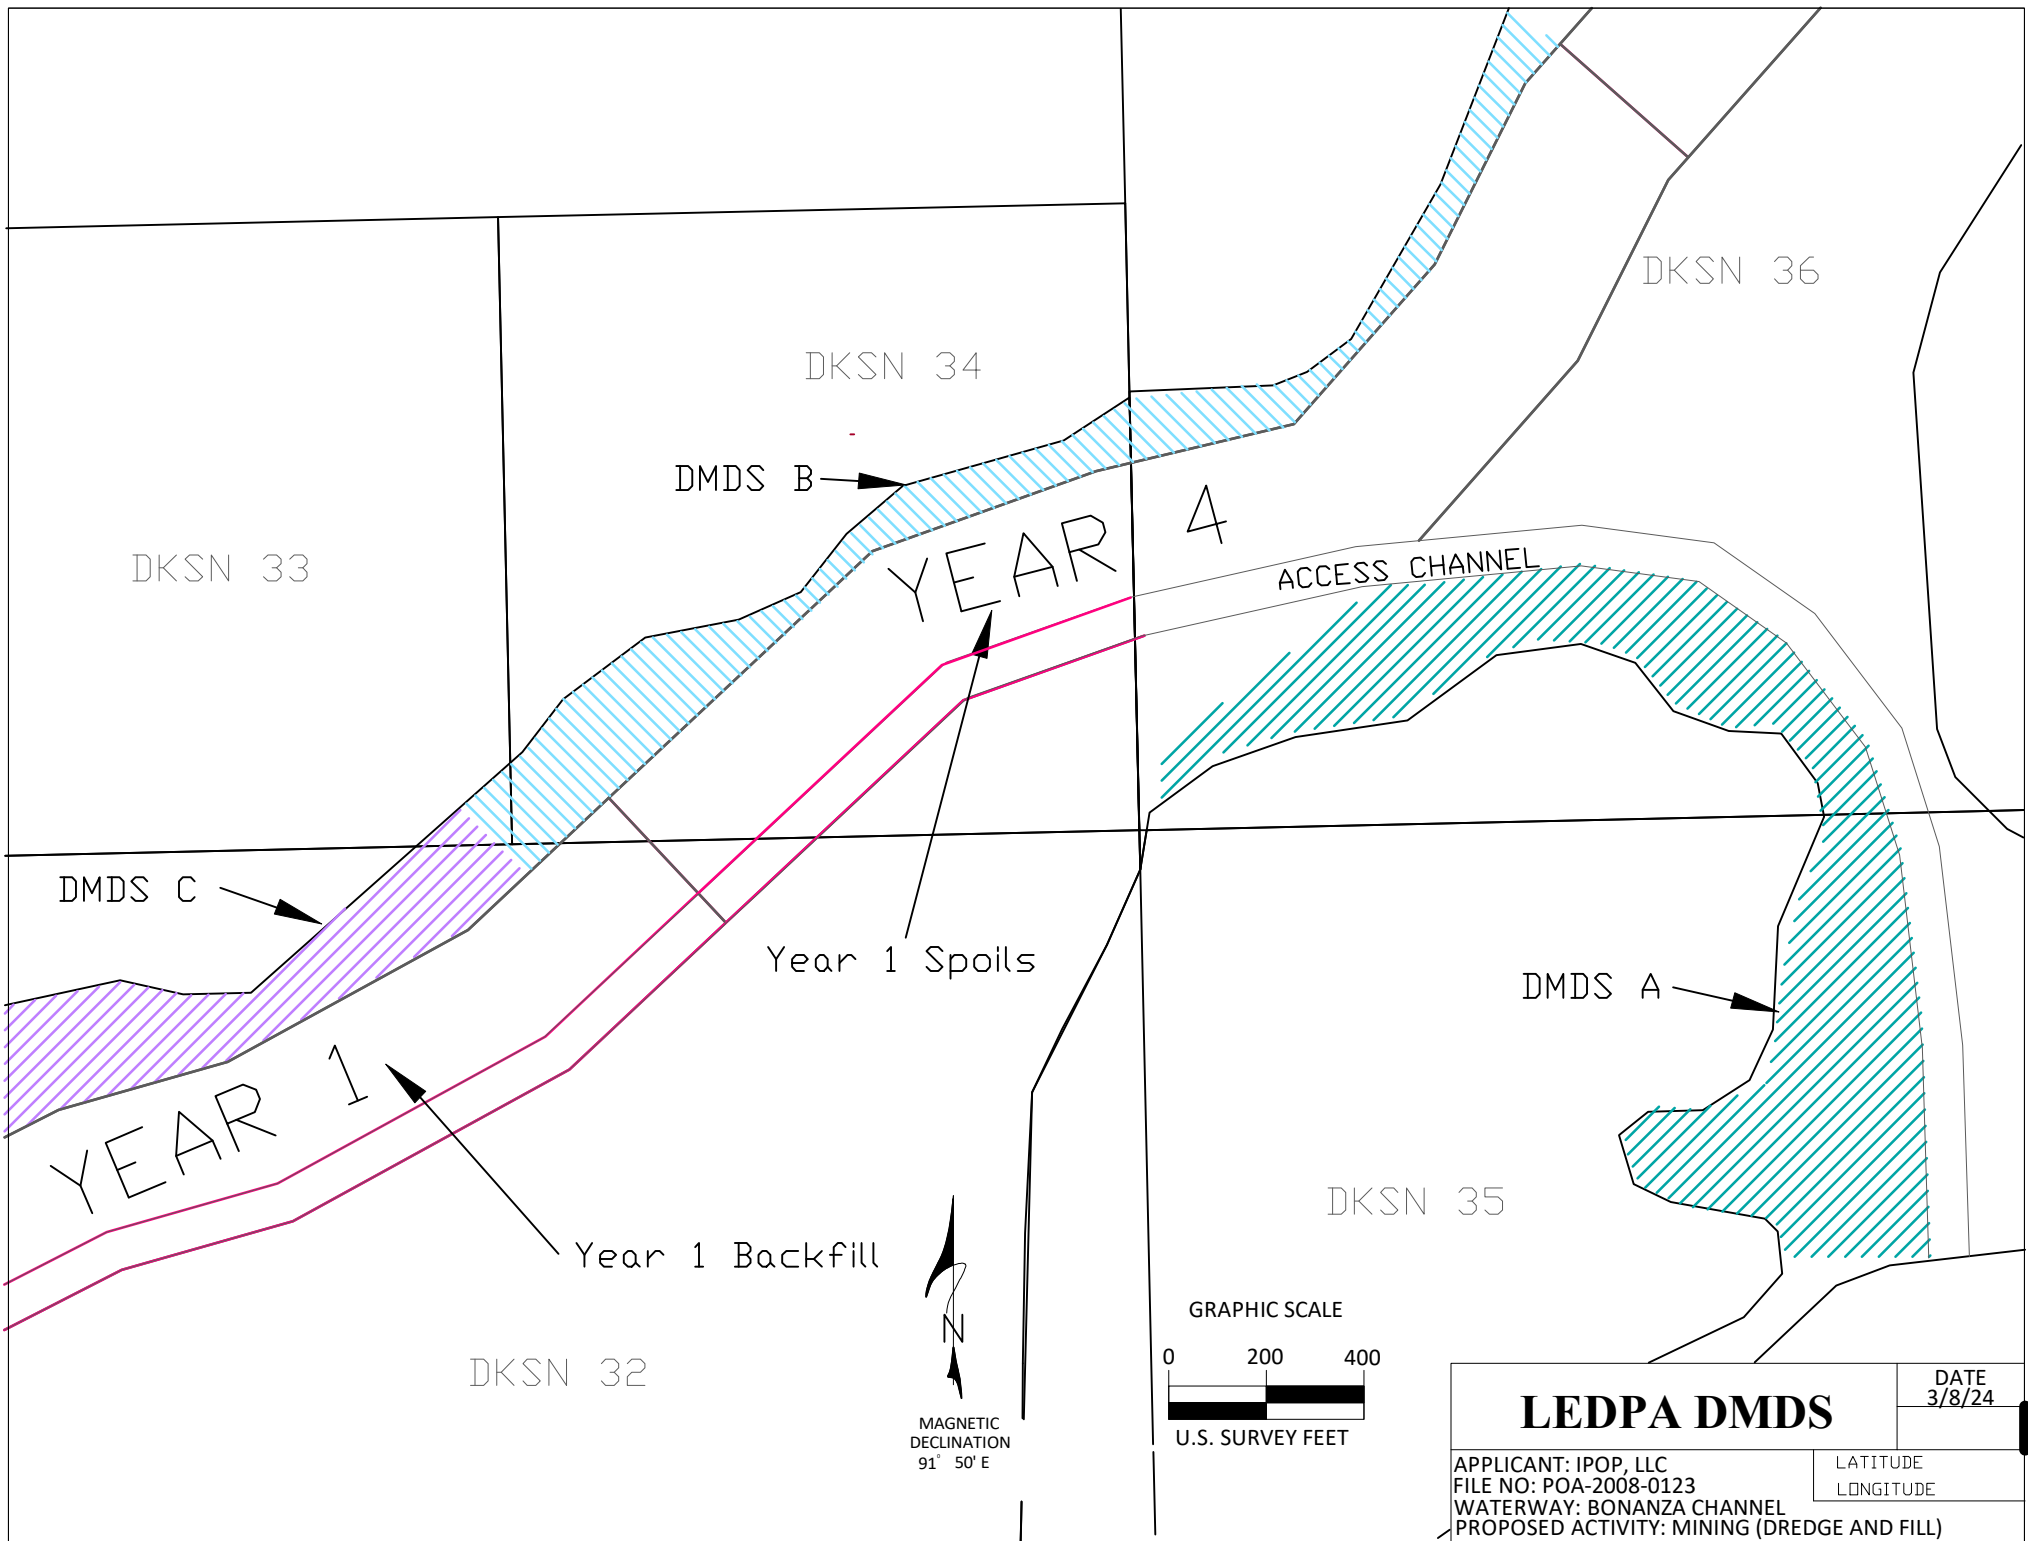 DKSN 36
DKSN 34
DMDS B
YEAR 4
DKSN 33
ACCESS CHANNEL
DMDS C
Year 1 Spoils
DMDS A
YEAR 1
DKSN 35
Year 1 Backfill
N
DKSN 32
MAGNETIC
DECLINATION
91° 50' E
GRAPHIC SCALE
0 200 400
U.S. SURVEY FEET
LEDPA DMDS
DATE
3/8/24
APPLICANT: IPOP, LLC
FILE NO: POA-2008-0123
WATERWAY: BONANZA CHANNEL
PROPOSED ACTIVITY: MINING (DREDGE AND FILL)
LATITUDE
LONGITUDE